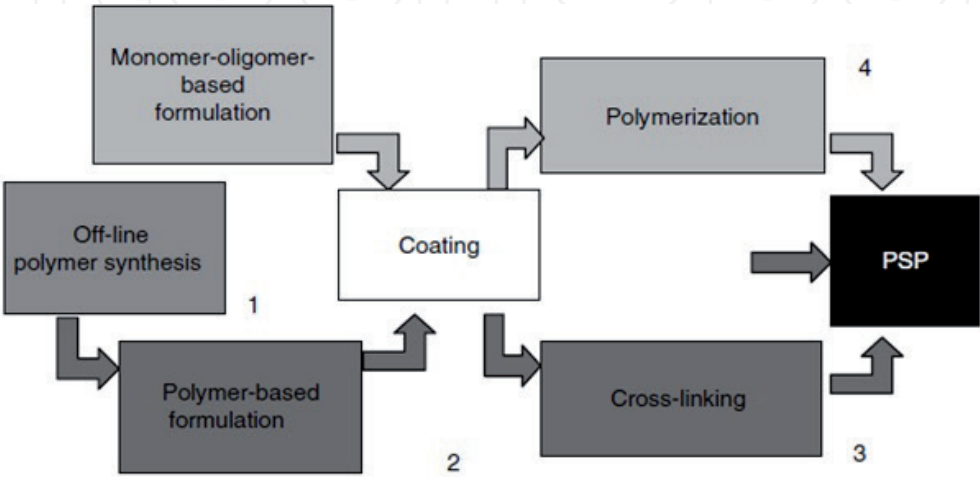 Monomer-oligomer-
based
formulation
4
Polymerization
Off-line
polymer synthesis
Coating
PSP
1
Polymer-based
formulation
Cross-linking
2
3